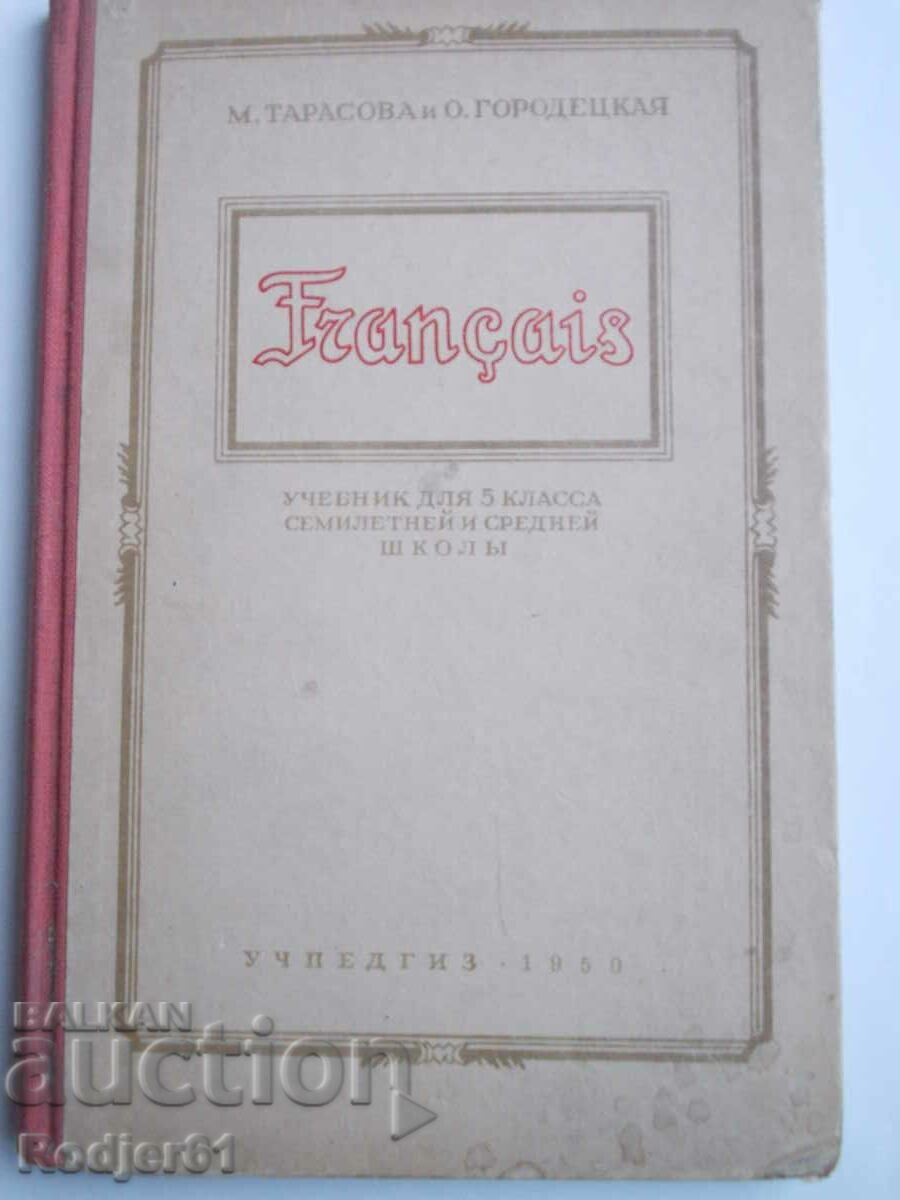 М. ТАРАСОВА и О. ГОРОДЕЦКАЯ
Français
УЧЕБНИК ДЛЯ 5 КЛАССА
СЕМИЛЕТНЕЙ И СРЕДНЕЙ
ШКОЛЫ
УЧПЕДГИЗ · 1950
BALKAN
auction
Rodjer61